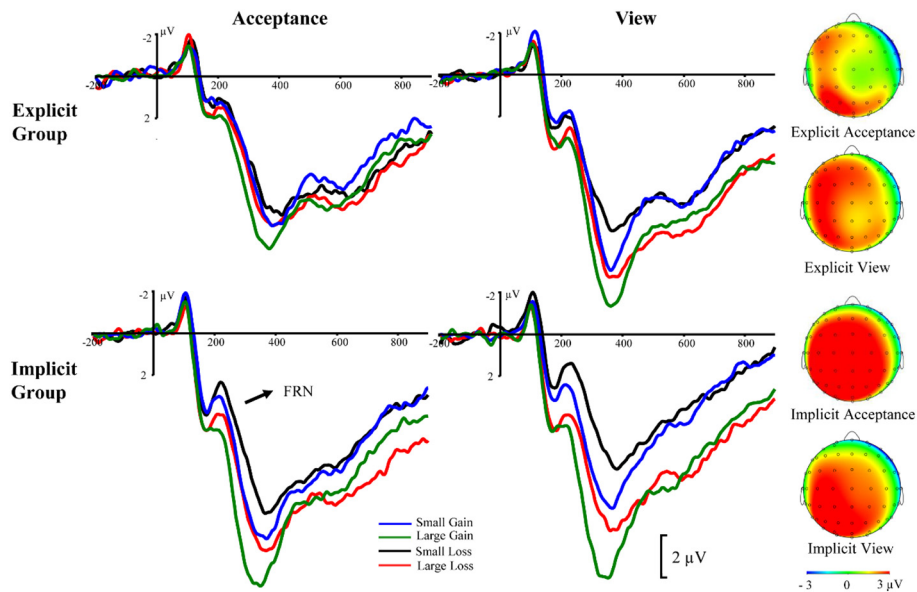 Acceptance
View
-2
µV
-200
200
400
600
800
2
-2
µV
-200
200
400
600
800
2
Explicit
Group
Explicit Acceptance
Explicit View
-2
µV
-200
200
400
600
800
2
FRN
-2
µV
-200
200
400
600
800
2
Implicit
Group
Implicit Acceptance
Implicit View
Small Gain
Large Gain
Small Loss
Large Loss
2 µV
- 3 0 3 µV